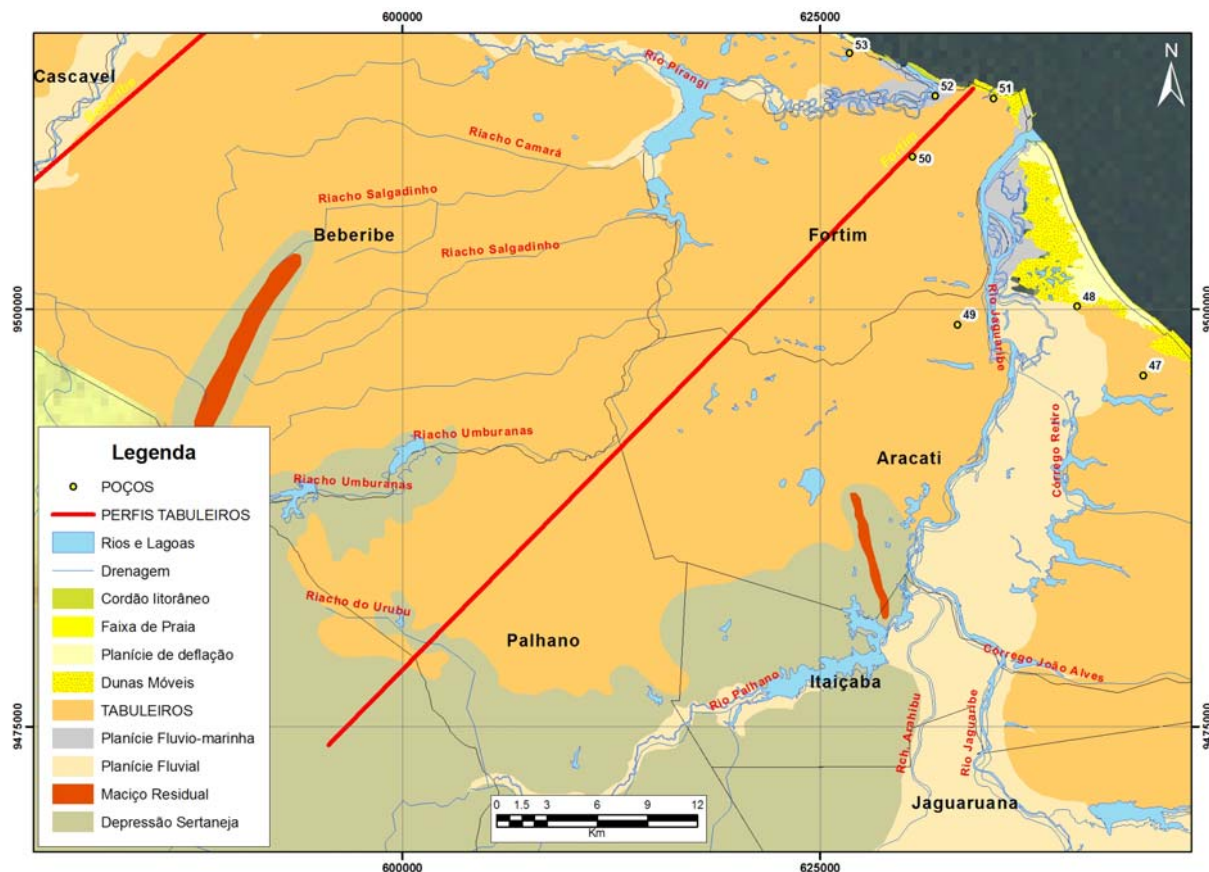 600000
625000
Cascavel
Rio Pirangi
53
N
52
51
Riacho Camará
Fortim
50
Riacho Salgadinho
Beberibe
Riacho Salgadinho
Fortim
9500000
9500000
Rio Jaguaribe
48
49
47
Riacho Umburanas
Aracati
Córrego Retiro
Riacho Umburanas
Riacho do Urubu
Palhano
Córrego João Alves
Itaiçaba
Rio Palhano
Rch. Arahibu
Rio Jaguaribe
9475000
9475000
Jaguaruana
Legenda
POÇOS
PERFIS TABULEIROS
Rios e Lagoas
Drenagem
Cordão litorâneo
Faixa de Praia
Planície de deflação
Dunas Móveis
TABULEIROS
Planície Fluvio-marinha
Planície Fluvial
Maciço Residual
Depressão Sertaneja
0 1.5 3 6 9 12
Km
600000
625000